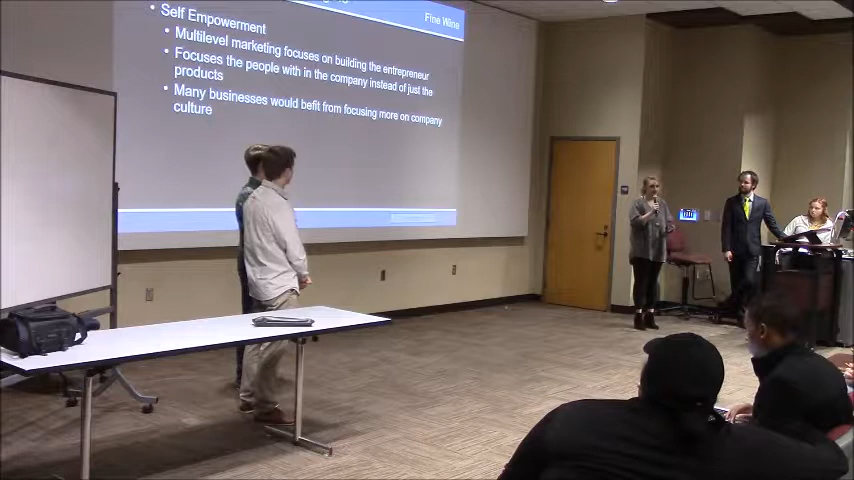 Fine Wine
Self Empowerment
Multilevel marketing focuses on building the entrepreneur
Focuses the people with in the company instead of just the
products
Many businesses would befit from focusing more on company
culture